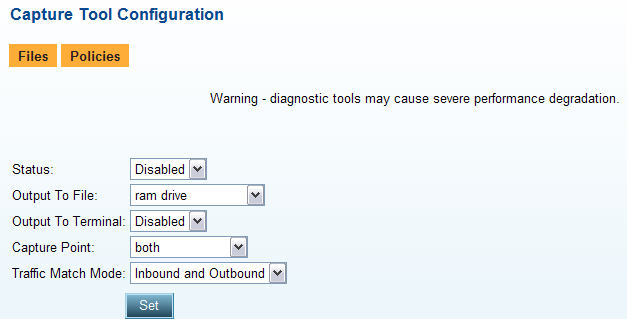 Capture Tool Configuration
Files Policies
Warning - diagnostic tools may cause severe performance degradation.
Status: Disabled
Output To File: ram drive
Output To Terminal: Disabled
Capture Point: both
Traffic Match Mode: Inbound and Outbound
Set